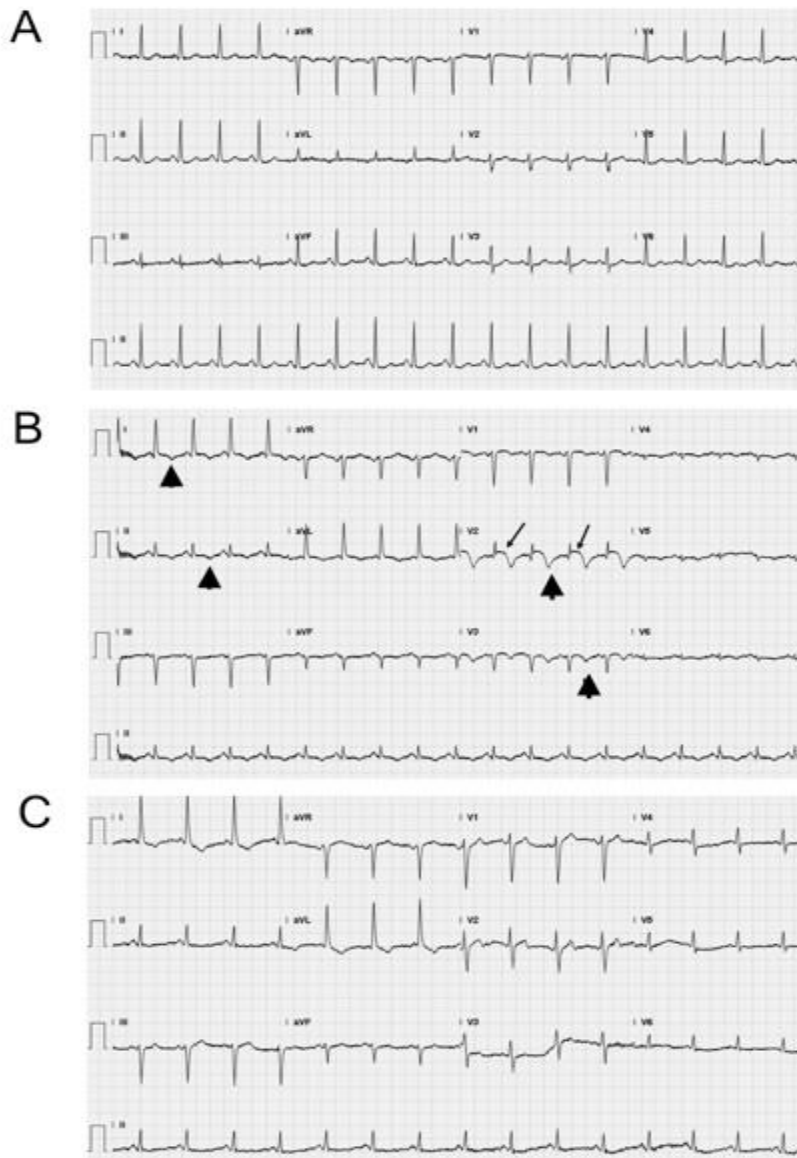 A
I aVR V1 V4
II aVL V2 V5
III aVF V3 V6
II
B
I aVR V1 V4
II aVL V2 V5
III aVF V3 V6
II
C
I aVR V1 V4
II aVL V2 V5
III aVF V3 V6
II